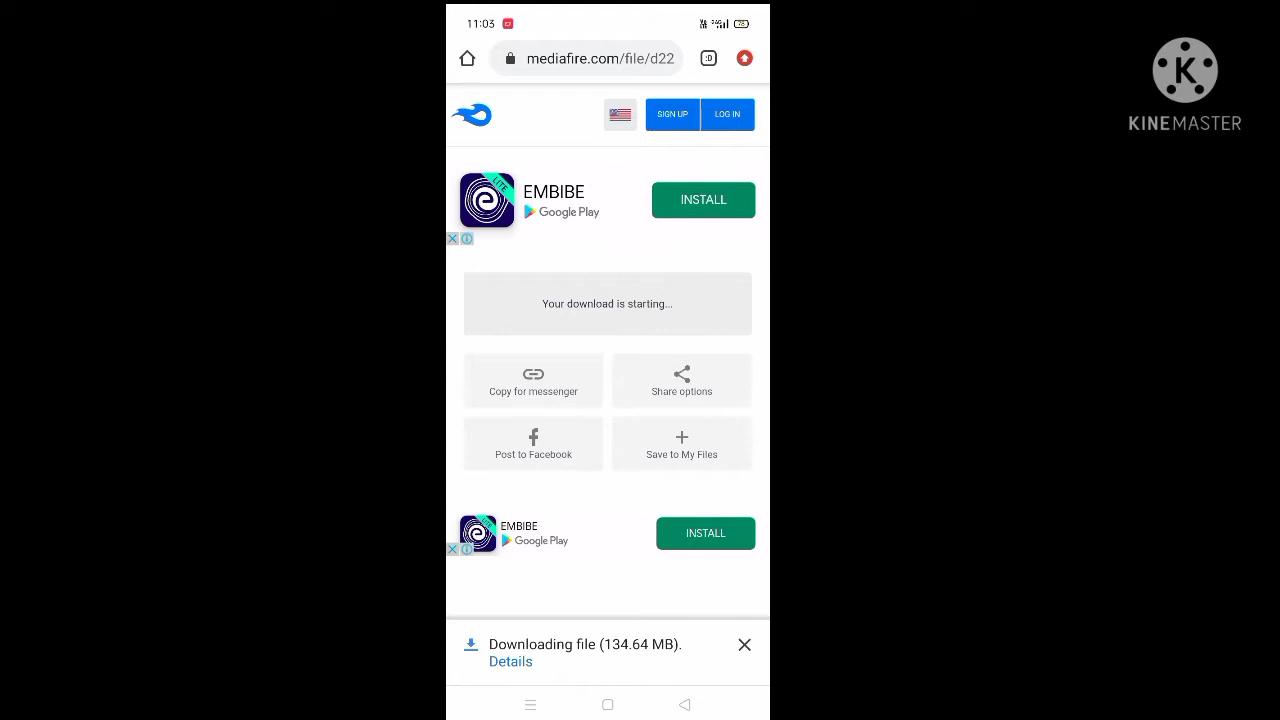 11:03
mediafire.com/file/d22
:D
SIGN UP
LOG IN
LITE
EMBIBE
Google Play
INSTALL
Your download is starting...
Copy for messenger
Share options
Post to Facebook
Save to My Files
EMBIBE
Google Play
INSTALL
Downloading file (134.64 MB).
Details
K
KINEMASTER